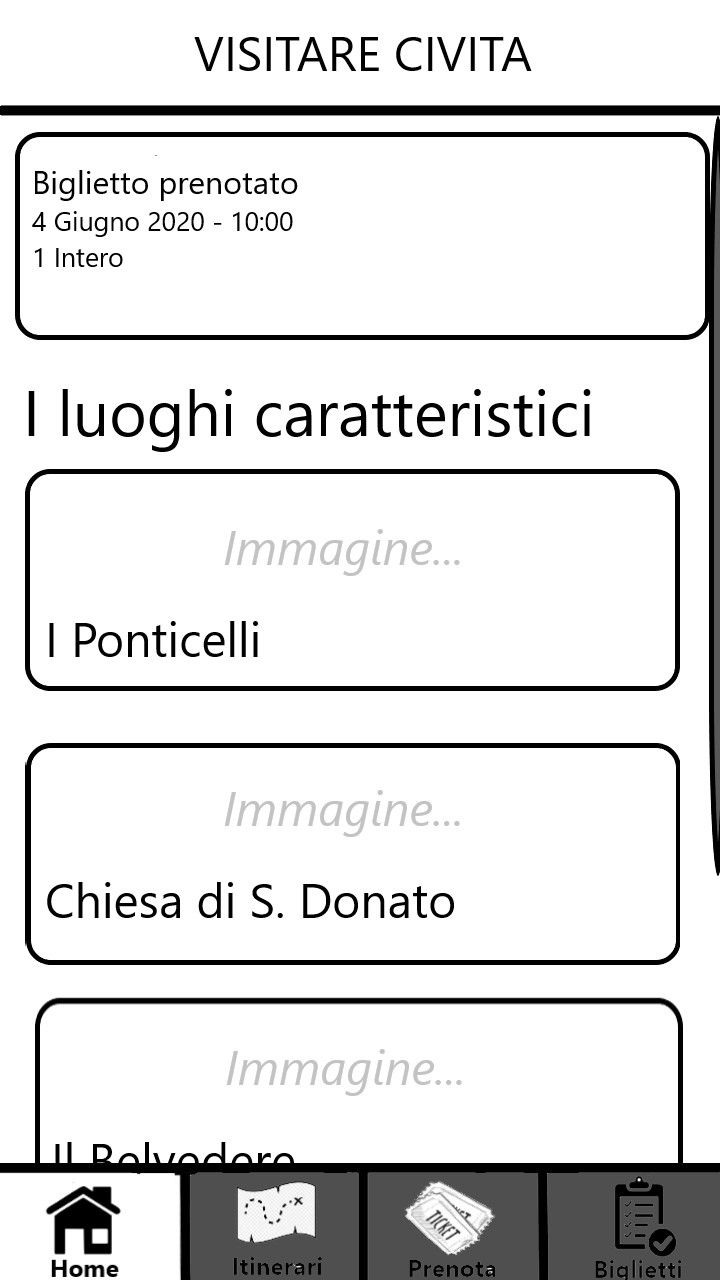 VISITARE CIVITA
Biglietto prenotato
4 Giugno 2020 - 10:00
1 Intero
I luoghi caratteristici
Immagine...
I Ponticelli
Immagine...
Chiesa di S. Donato
Immagine...
Il Belvedere
TICKET
Home
Itinerari
Prenota
Biglietti